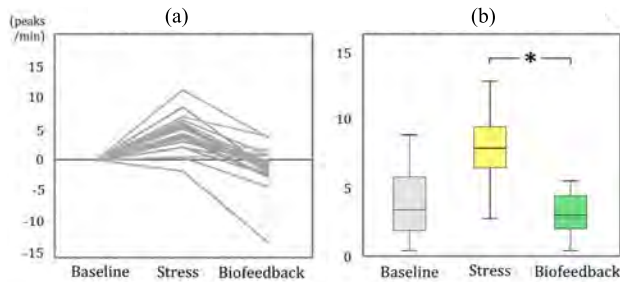 (peaks
/min)
(a)
15
10
5
0
-5
-10
-15
Baseline Stress Biofeedback
(b)
15
*
10
5
0
Baseline Stress Biofeedback